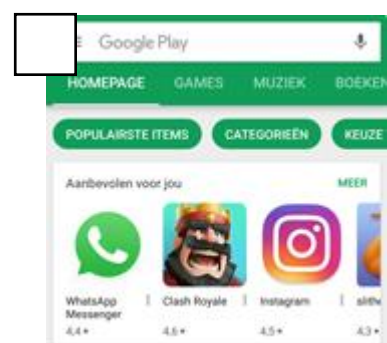 Google Play
HOMEPAGE GAMES MUZIEK BOEKEN
POPULAIRSTE ITEMS CATEGORIEËN KEUZE
Aanbevolen voor jou MEER
WhatsApp Messenger Clash Royale Instagram slithe
4,4★ 4,6★ 4,5★ 4,3★